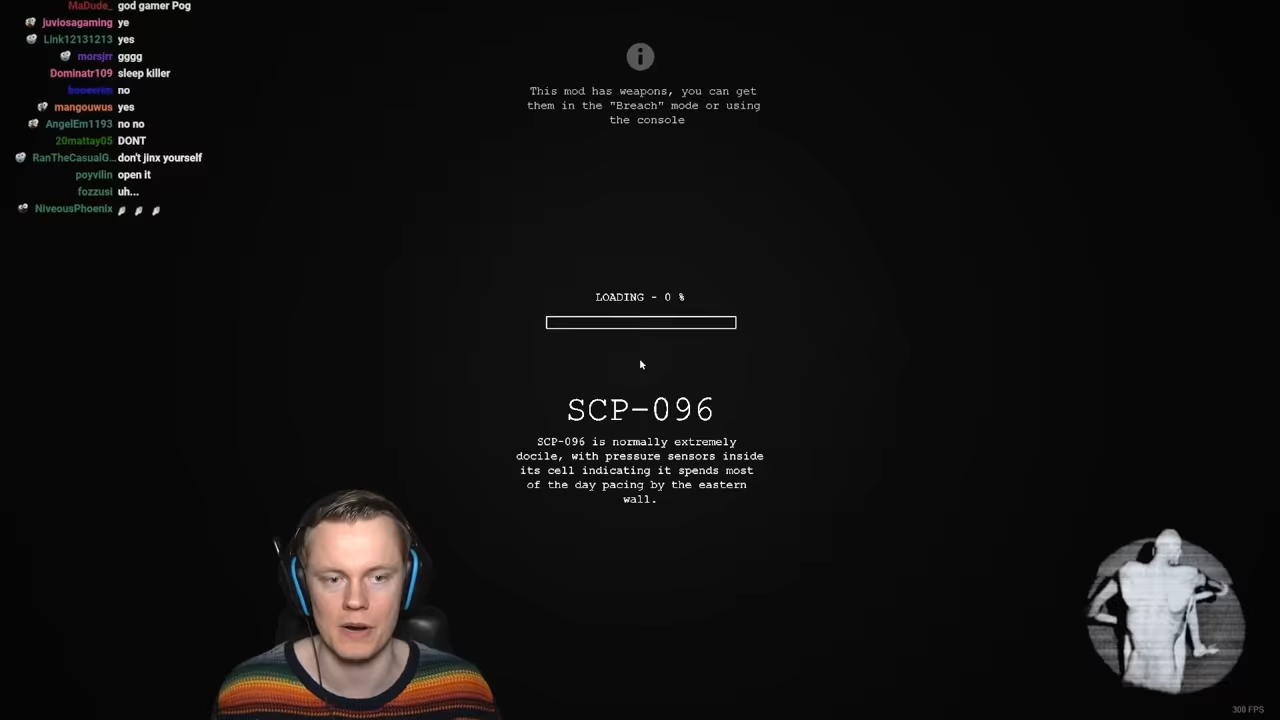 MaDude_ god gamer Pog
juviosagaming ye
Link12131213 yes
morsjrr gggg
Dominatr109 sleep killer
no
mangouwus yes
AngelEm1193 no no
20mattay05 DONT
RanTheCasualG... don't jinx yourself
poyvilin open it
fozzusi uh...
NiveousPhoenix
This mod has weapons, you can get
them in the "Breach" mode or using
the console
LOADING - 0 %
SCP-096
SCP-096 is normally extremely
docile, with pressure sensors inside
its cell indicating it spends most
of the day pacing by the eastern
wall.
300 FPS